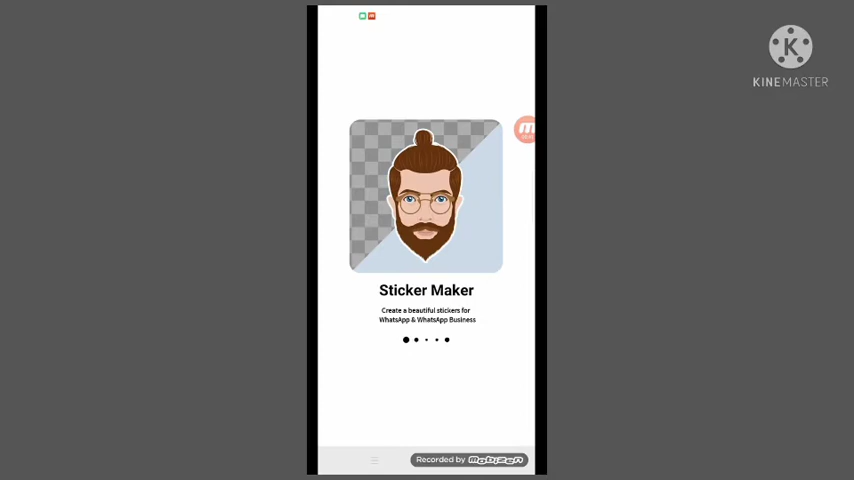 KINEMASTER
Sticker Maker
Create a beautiful stickers for
WhatsApp & WhatsApp Business
Recorded by mobizen